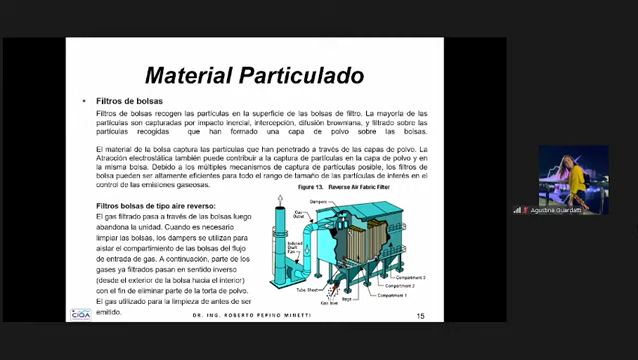 Material Particulado
• Filtros de bolsas
Filtros de bolsas recogen las partículas en la superficie de las bolsas de filtro. La mayoría de las
partículas son capturadas por impacto inercial, intercepción, difusión browniana, y filtrado sobre las
partículas recogidas que han formado una capa de polvo sobre las bolsas.
El material de la bolsa captura las partículas que han penetrado a través de las capas de polvo. La
Atracción electrostática también puede contribuir a la captura de partículas en la capa de polvo y en
la misma bolsa. Debido a los múltiples mecanismos de captura de partículas posible, los filtros de
bolsa pueden ser altamente eficientes para todo el rango de tamaño de las partículas de interés en el
control de las emisiones gaseosas.
Figure 13. Reverse Air Fabric Filter
Filtros bolsas de tipo aire reverso:
El gas filtrado pasa a través de las bolsas luego
abandona la unidad. Cuando es necesario
limpiar las bolsas, los dampers se utilizan para
aislar el compartimento de las bolsas del flujo
de entrada de gas. A continuación, parte de los
gases ya filtrados pasan en sentido inverso
(desde el exterior de la bolsa hacia el interior)
con el fin de eliminar parte de la torta de polvo.
El gas utilizado para la limpieza de antes de ser
emitido.
Dampers
Gas
Outlet
Induced
Draft
Fan
Tube Sheet
Gas Inlet
Bags
Compartment 1
Compartment 2
Compartment 3
CIQA
DR. ING. ROBERTO PEPINO MINETTI
15
Agustina Guardatti